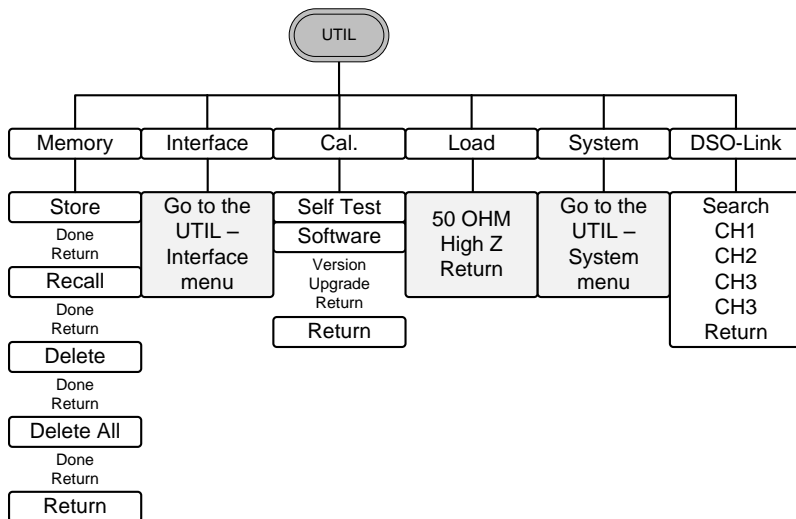 UTIL
Memory
Interface
Cal.
Load
System
DSO-Link
Store
Done
Return
Recall
Done
Return
Delete
Done
Return
Delete All
Done
Return
Return
Go to the
UTIL –
Interface
menu
Self Test
Software
Version
Upgrade
Return
Return
50 OHM
High Z
Return
Go to the
UTIL –
System
menu
Search
CH1
CH2
CH3
CH3
Return